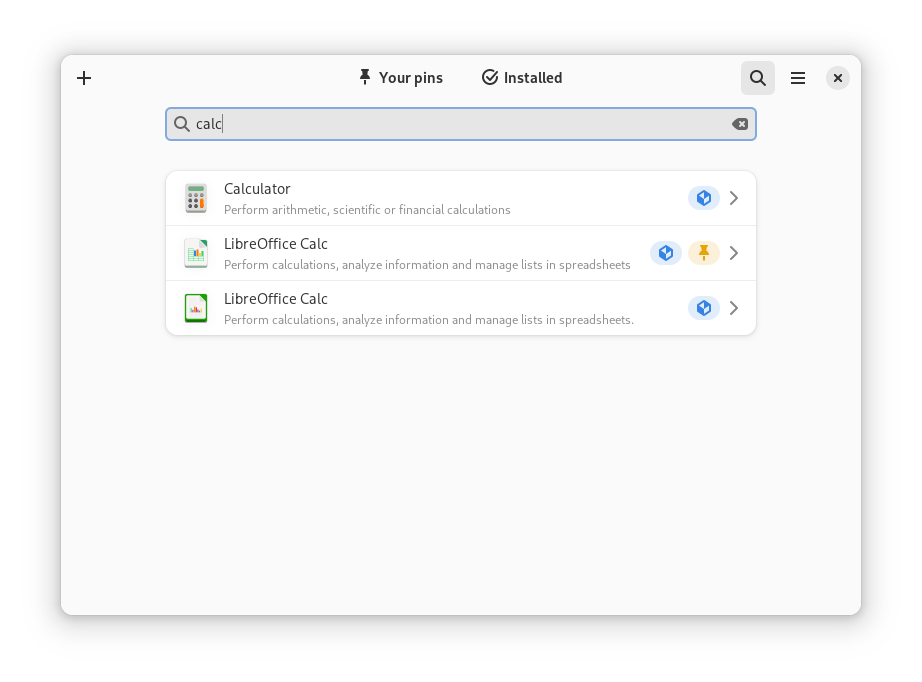 Your pins
Installed
calc
Calculator
Perform arithmetic, scientific or financial calculations
LibreOffice Calc
Perform calculations, analyze information and manage lists in spreadsheets
LibreOffice Calc
Perform calculations, analyze information and manage lists in spreadsheets.